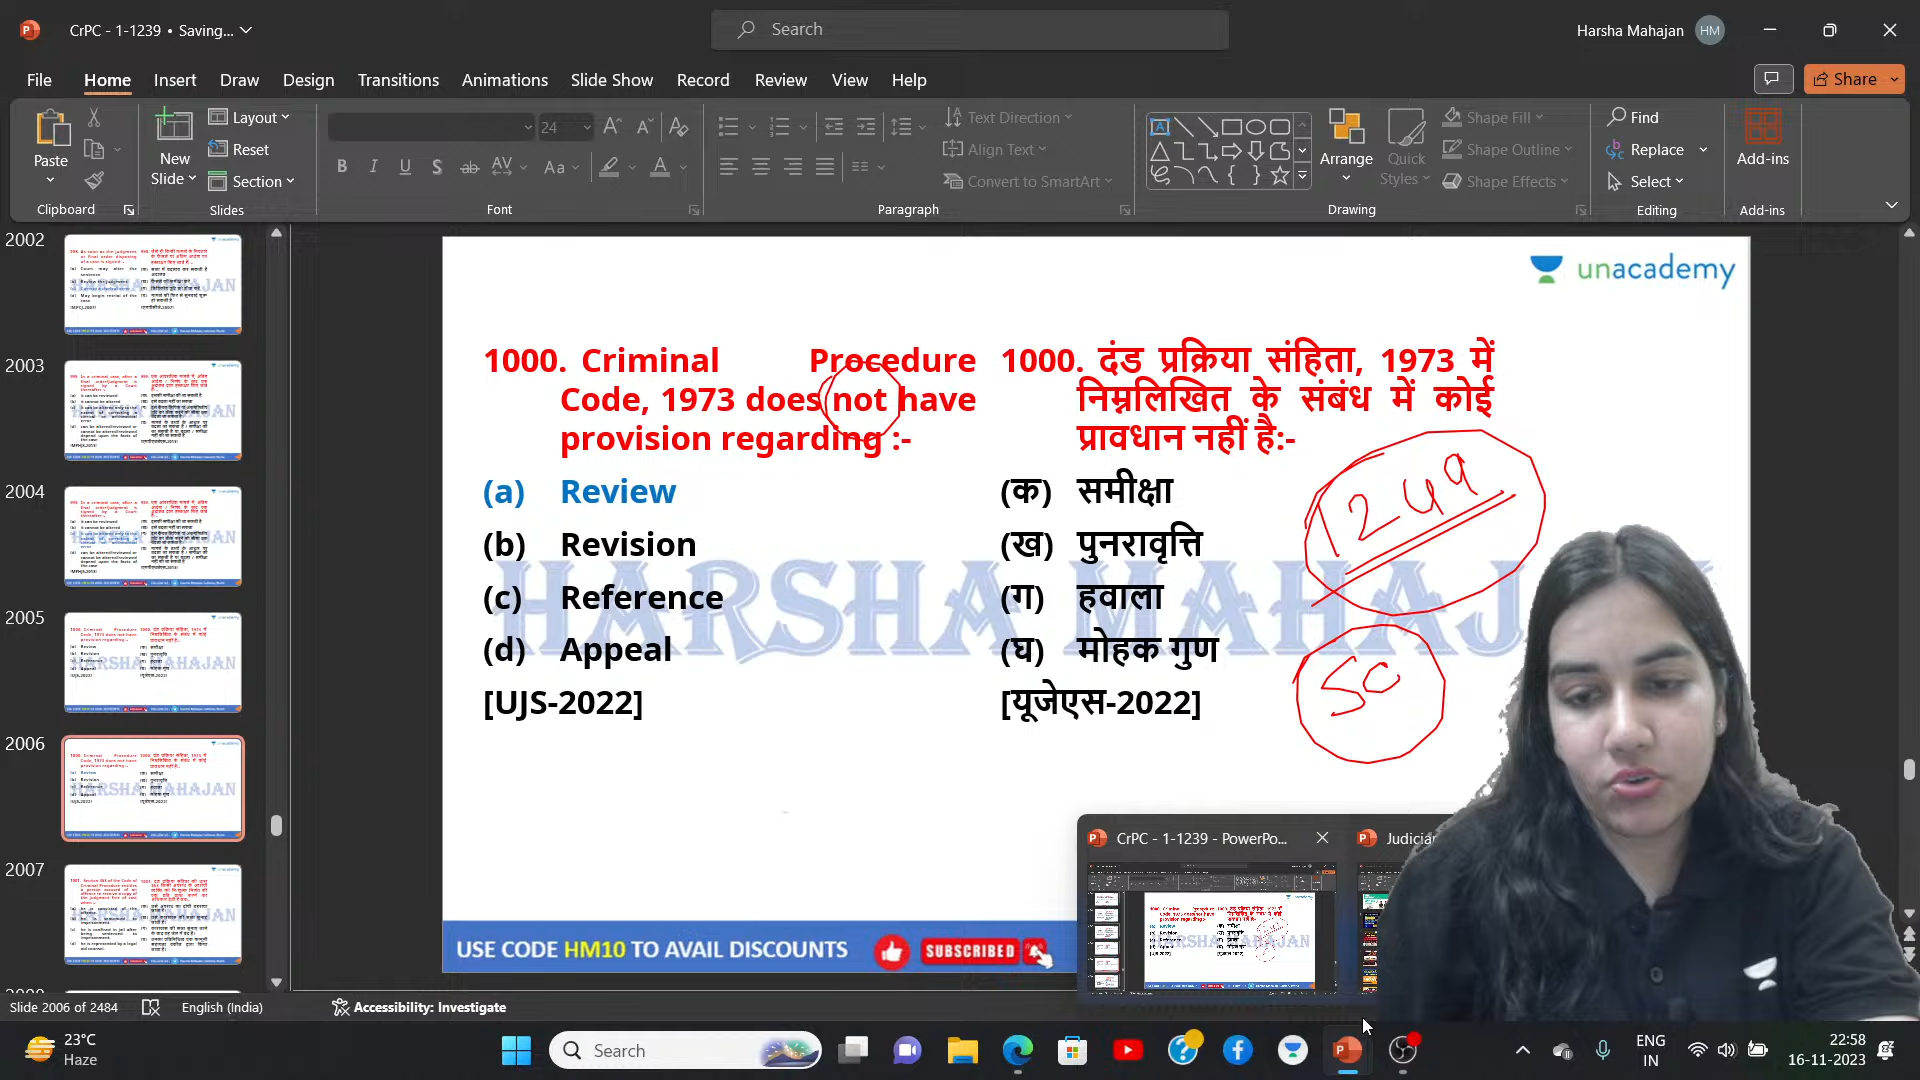 CrPC - 1-1239 • Saving...
Search
Harsha Mahajan
HM
File
Home
Insert
Draw
Design
Transitions
Animations
Slide Show
Record
Review
View
Help
Share
Paste
New Slide
Layout
Reset
Section
24
Text Direction
Align Text
Convert to SmartArt
Arrange
Quick Styles
Shape Fill
Shape Outline
Shape Effects
Find
Replace
Select
Add-ins
Clipboard
Slides
Font
Paragraph
Drawing
Editing
Add-ins
2002
2003
2004
2005
2006
2007
unacademy
1000. Criminal Procedure
Code, 1973 does not have
provision regarding :-
(a) Review
(b) Revision
(c) Reference
(d) Appeal
[UJS-2022]
1000. दंड प्रक्रिया संहिता, 1973 में
निम्नलिखित के संबंध में कोई
प्रावधान नहीं है:-
(क) समीक्षा
(ख) पुनरावृत्ति
(ग) हवाला
(घ) मोहक गुण
[यूजेएस-2022]
1249
SC
HARSHA MAHAJ
USE CODE HM10 TO AVAIL DISCOUNTS
SUBSCRIBED
CrPC - 1-1239 - PowerPo...
Judicia
Slide 2006 of 2484
English (India)
Accessibility: Investigate
23°C
Haze
Search
ENG
IN
22:58
16-11-2023